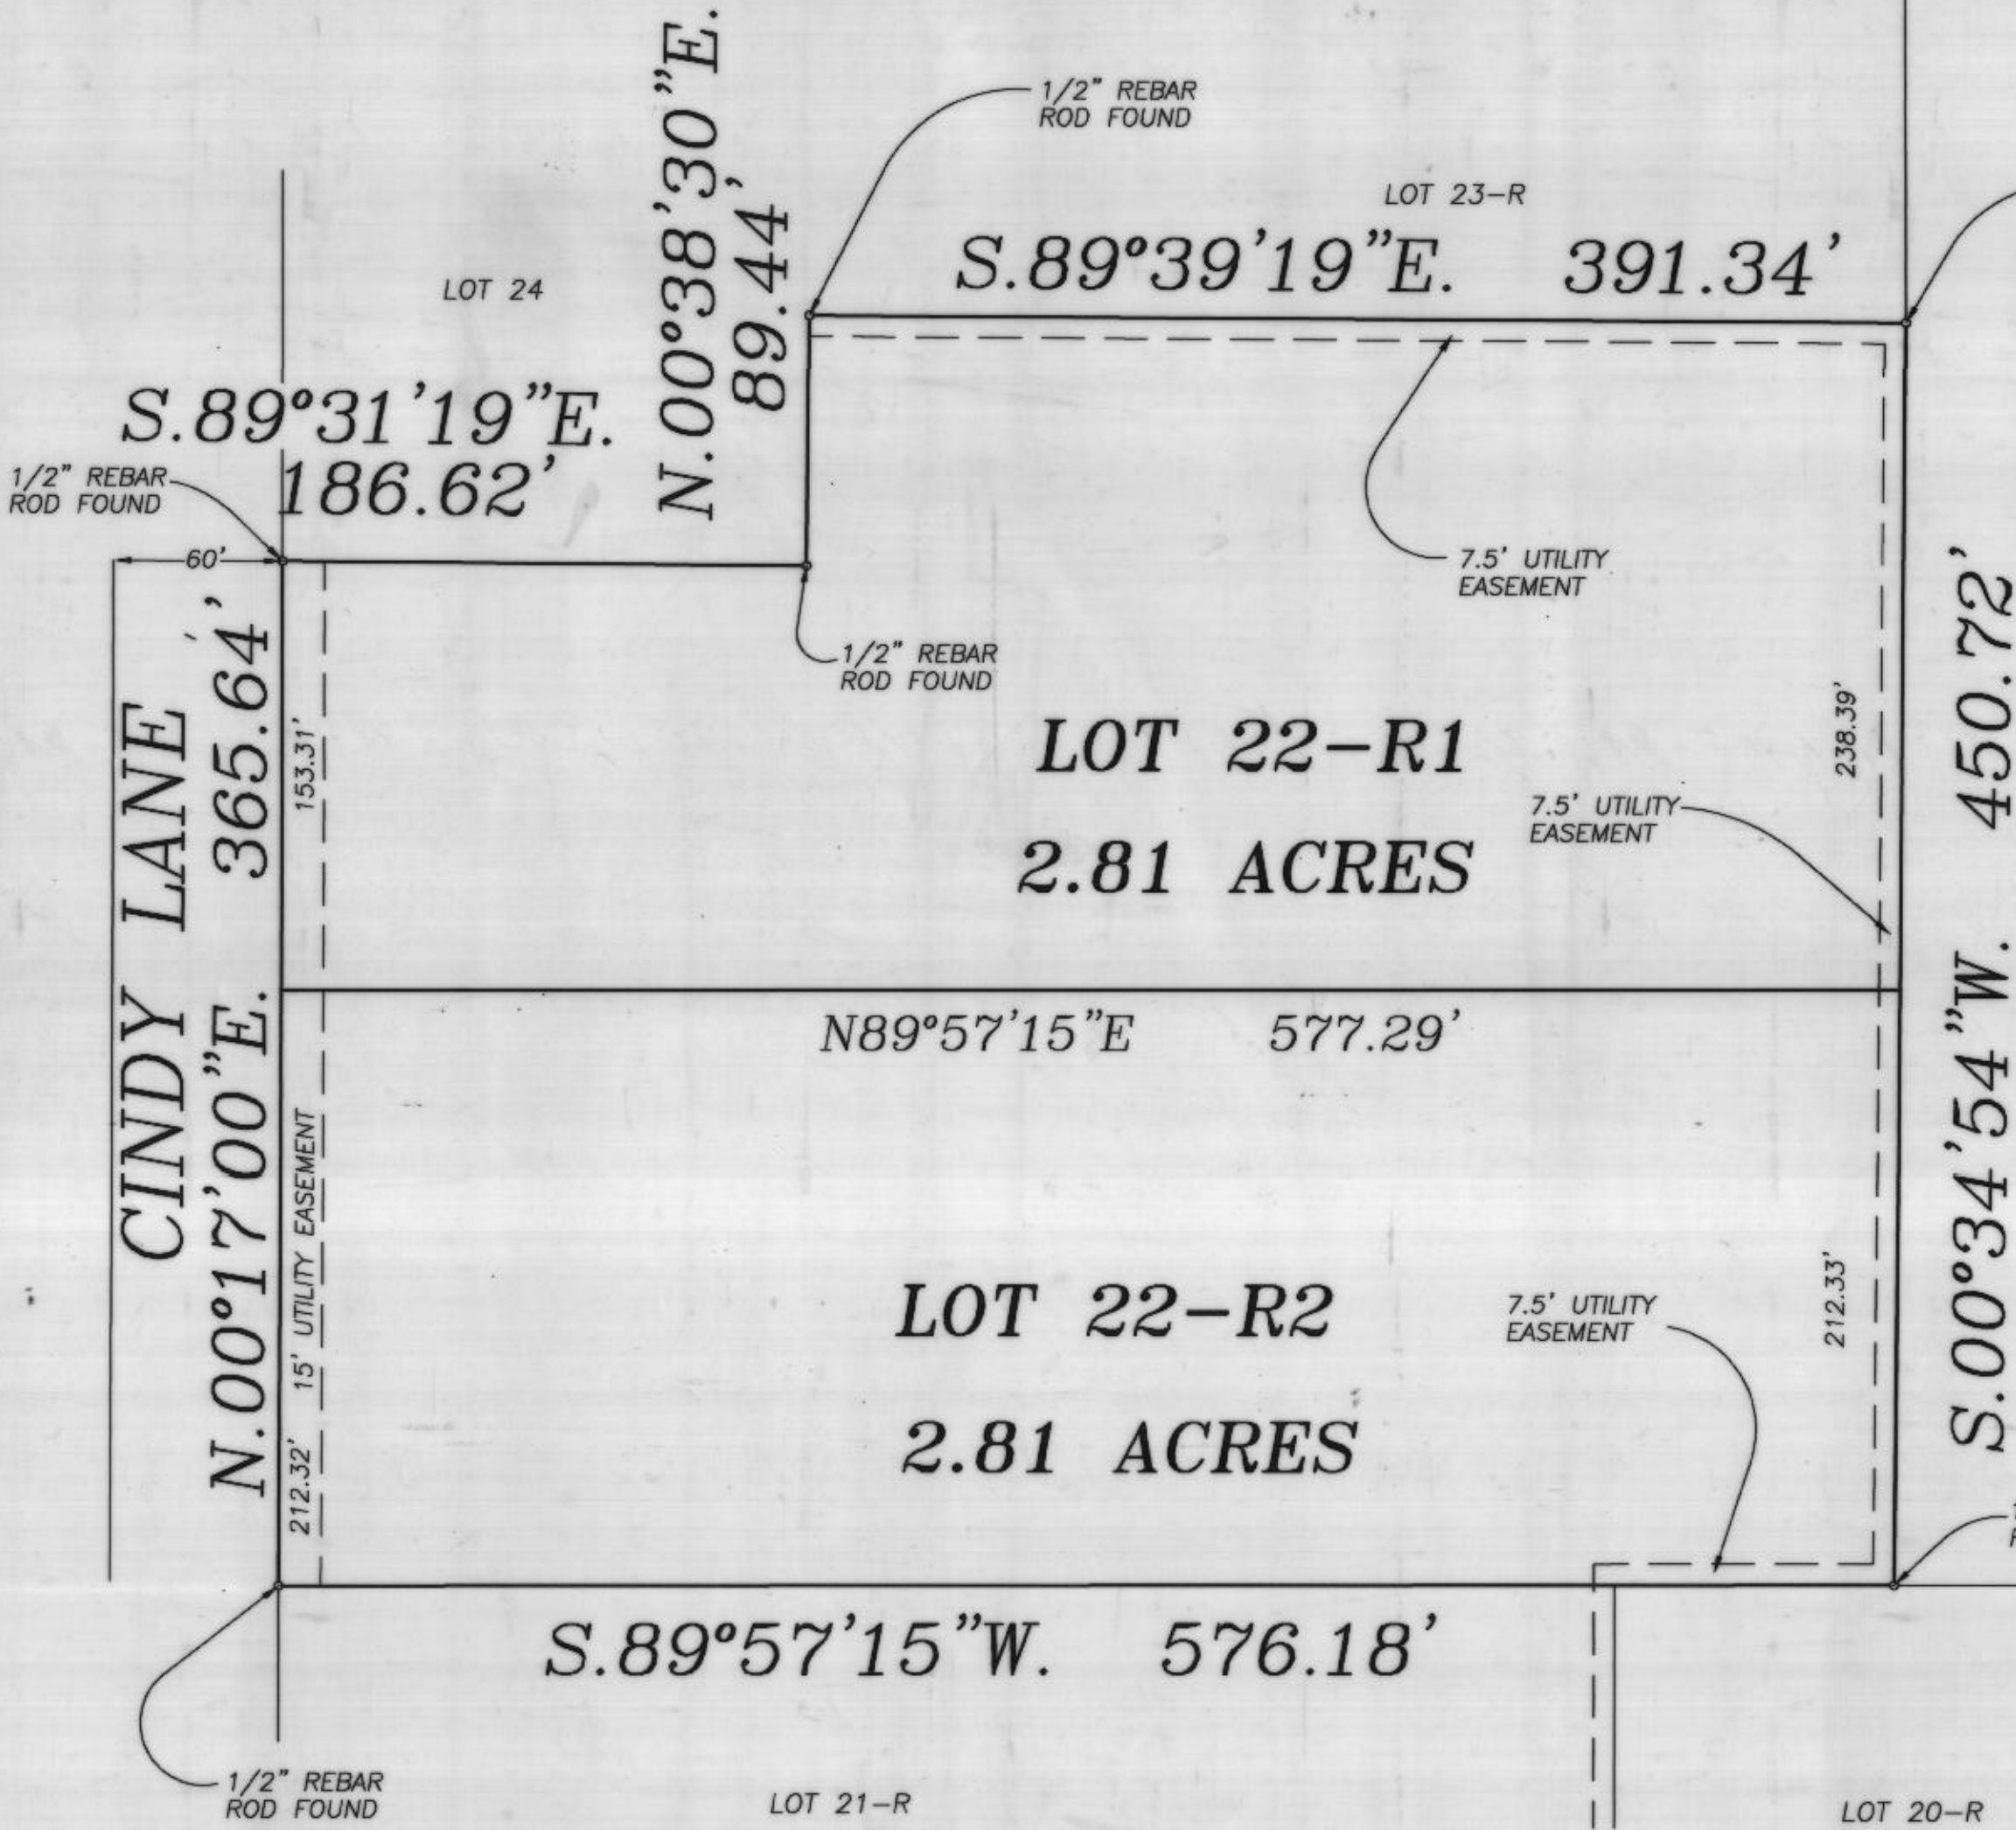 N.00°38'30"E.
89.44'
1/2" REBAR
ROD FOUND
LOT 23-R
S.89°39'19"E. 391.34'
LOT 24
S.89°31'19"E.
186.62'
1/2" REBAR
ROD FOUND
60'
7.5' UTILITY
EASEMENT
1/2" REBAR
ROD FOUND
CINDY LANE
N.00°17'00"E. 365.64'
153.31'
LOT 22-R1
2.81 ACRES
238.39'
7.5' UTILITY
EASEMENT
S.00°34'54"W. 450.72'
N89°57'15"E 577.29'
212.32' 15' UTILITY EASEMENT
LOT 22-R2
2.81 ACRES
7.5' UTILITY
EASEMENT
212.33'
S.89°57'15"W. 576.18'
1/2" REBAR
ROD FOUND
LOT 21-R
LOT 20-R